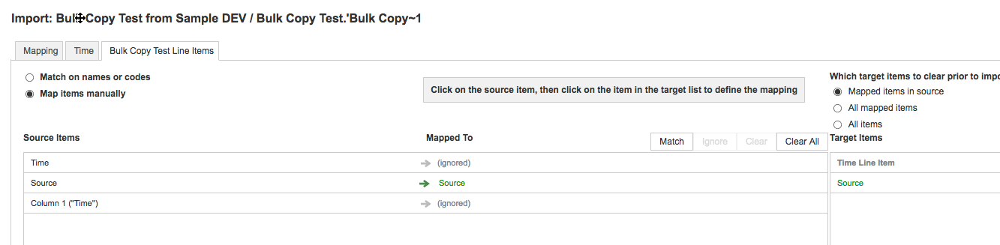 Import: Bulk Copy Test from Sample DEV / Bulk Copy Test.'Bulk Copy~1
Mapping Time Bulk Copy Test Line Items
Match on names or codes
Map items manually
Click on the source item, then click on the item in the target list to define the mapping
Which target items to clear prior to impo
Mapped items in source
All mapped items
All items
Source Items Mapped To Match Ignore Clear Clear All Target Items
Time (ignored) Time Line Item
Source Source Source
Column 1 ("Time") (ignored)